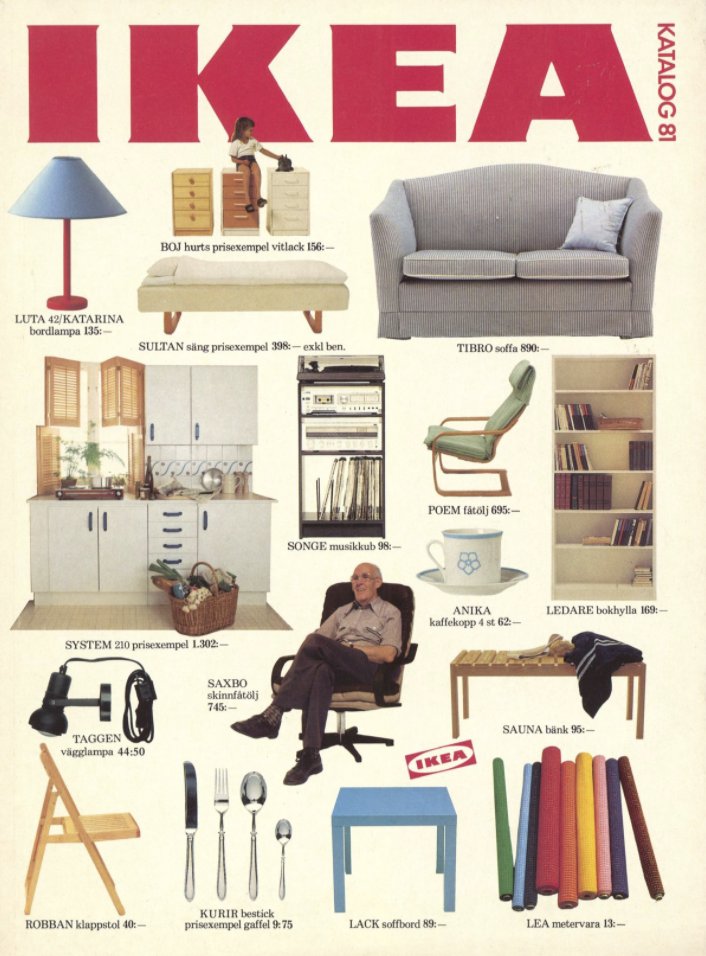 IKEA
KATALOG 81
BOJ hurts prisexempel vitlack 156:—
LUTA 42/KATARINA
bordlampa 135:—
SULTAN säng prisexempel 398:— exkl ben.
TIBRO soffa 890:—
POEM fåtölj 695:—
SONGE musikkub 98:—
ANIKA
kaffekopp 4 st 62:—
LEDARE bokhylla 169:—
SYSTEM 210 prisexempel 1.302:—
SAXBO
skinnfåtölj
745:—
SAUNA bänk 95:—
TAGGEN
vägglampa 44:50
IKEA
ROBBAN klappstol 40:—
KURIR bestick
prisexempel gaffel 9:75
LACK soffbord 89:—
LEA metervara 13:—